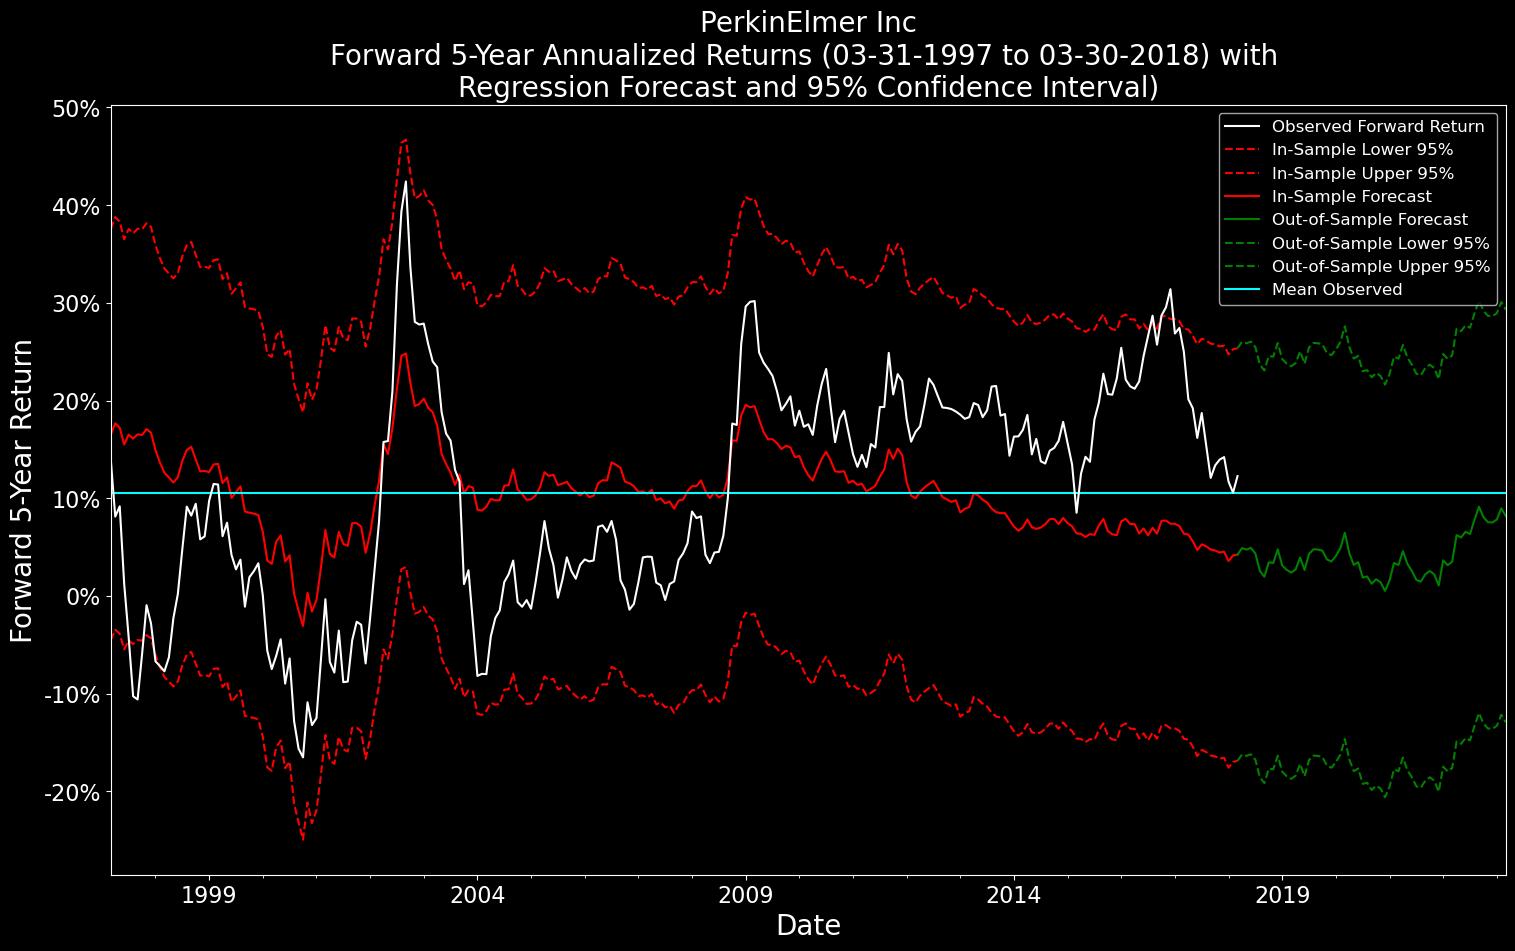 PerkinElmer Inc
Forward 5-Year Annualized Returns (03-31-1997 to 03-30-2018) with
Regression Forecast and 95% Confidence Interval)
50%
40%
30%
20%
10%
0%
-10%
-20%
Forward 5-Year Return
Observed Forward Return
In-Sample Lower 95%
In-Sample Upper 95%
In-Sample Forecast
Out-of-Sample Forecast
Out-of-Sample Lower 95%
Out-of-Sample Upper 95%
Mean Observed
1999
2004
2009
2014
2019
Date